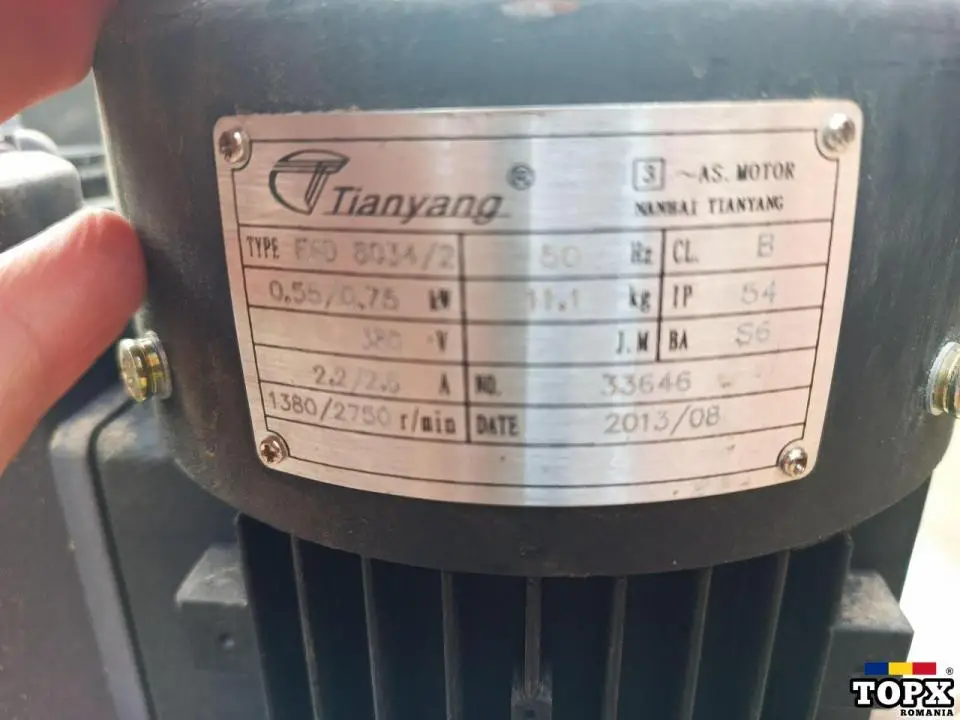 Tianyang ®
3 ~AS. MOTOR
NANHAI TIANYANG
TYPE 8034/2 50 Hz CL. B
0.55/0.75 kW 11.1 kg IP 54
380 V J.M BA S6
2.2/2.6 A NO. 33646
1380/2750 r/min DATE 2013/08
TOPX
ROMANIA